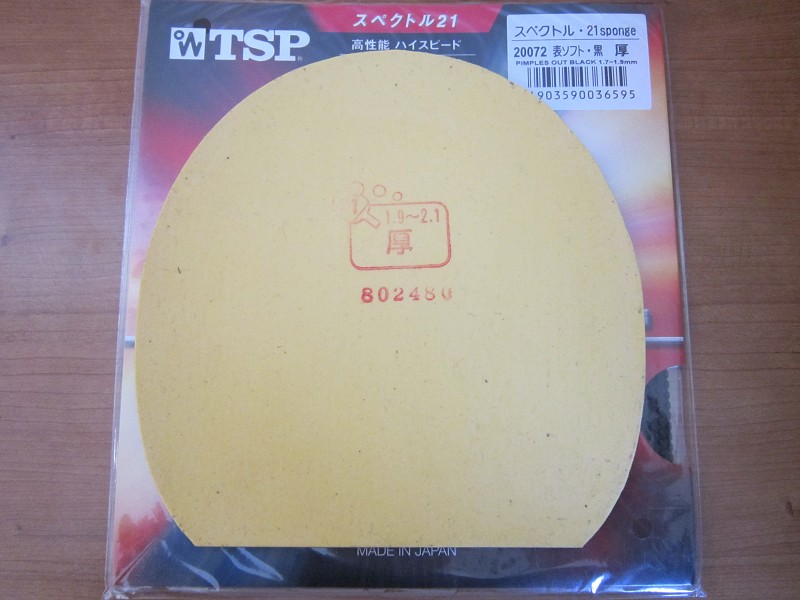 TSP
スペクトル21
高性能 ハイスピード
スペクトル・21sponge
20072 表ソフト・黒 厚
PIMPLES OUT BLACK 1.7~1.9mm
903590036595
1.9~2.1
厚
802480
MADE IN JAPAN